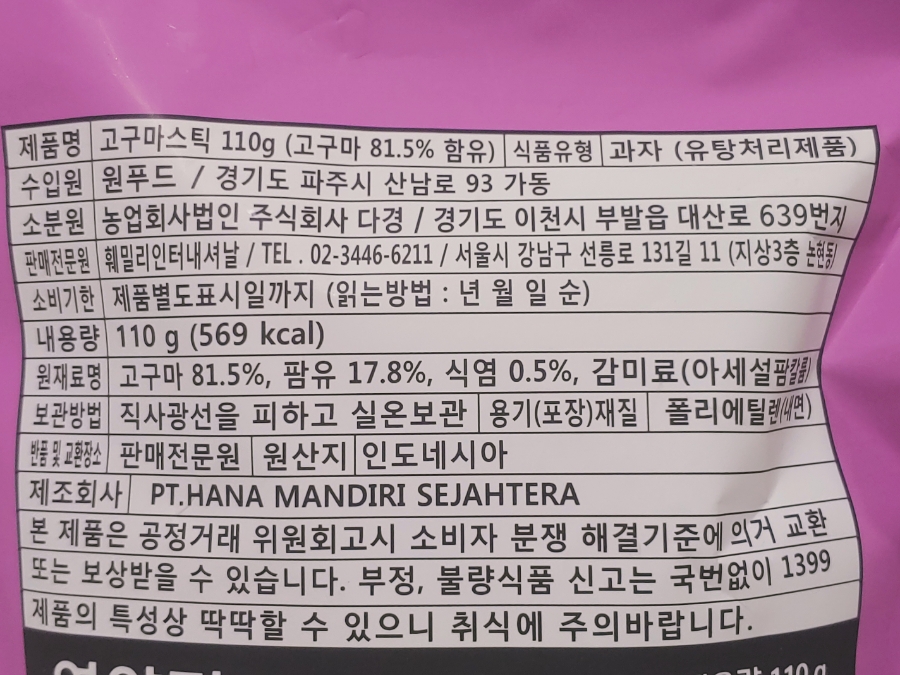 제품명 고구마스틱 110g (고구마 81.5% 함유) 식품유형 과자 (유탕처리제품)
수입원 원푸드 / 경기도 파주시 산남로 93 가동
소분원 농업회사법인 주식회사 다경 / 경기도 이천시 부발읍 대산로 639번지
판매전문원 훼밀리인터내셔날 / TEL . 02-3446-6211 / 서울시 강남구 선릉로 131길 11 (지상3층 논현동)
소비기한 제품별도표시일까지 (읽는방법 : 년 월 일 순)
내용량 110 g (569 kcal)
원재료명 고구마 81.5%, 팜유 17.8%, 식염 0.5%, 감미료(아세설팜칼륨)
보관방법 직사광선을 피하고 실온보관 용기(포장)재질 폴리에틸렌(내면)
반품 및 교환장소 판매전문원 원산지 인도네시아
제조회사 PT.HANA MANDIRI SEJAHTERA
본 제품은 공정거래 위원회고시 소비자 분쟁 해결기준에 의거 교환
또는 보상받을 수 있습니다. 부정, 불량식품 신고는 국번없이 1399
제품의 특성상 딱딱할 수 있으니 취식에 주의바랍니다.
110 g